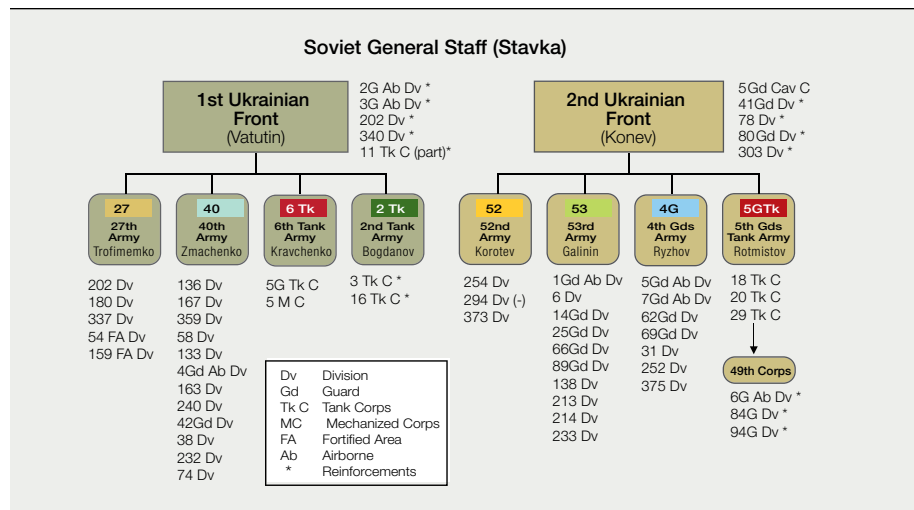 Soviet General Staff (Stavka)
1st Ukrainian
Front
(Vatutin)
2G Ab Dv *
3G Ab Dv *
202 Dv *
340 Dv *
11 Tk C (part)*
2nd Ukrainian
Front
(Konev)
5Gd Cav C
41Gd Dv *
78 Dv *
80Gd Dv *
303 Dv *
27
27th
Army
Trofimemko
202 Dv
180 Dv
337 Dv
54 FA Dv
159 FA Dv
40
40th
Army
Zmachenko
136 Dv
167 Dv
359 Dv
58 Dv
133 Dv
4Gd Ab Dv
163 Dv
240 Dv
42Gd Dv
38 Dv
232 Dv
74 Dv
6 Tk
6th Tank
Army
Kravchenko
5G Tk C
5 M C
2 Tk
2nd Tank
Army
Bogdanov
3 Tk C *
16 Tk C *
52
52nd
Army
Korotev
254 Dv
294 Dv (-)
373 Dv
53
53rd
Army
Galinin
1Gd Ab Dv
6 Dv
14Gd Dv
25Gd Dv
66Gd Dv
89Gd Dv
138 Dv
213 Dv
214 Dv
233 Dv
4G
4th Gds
Army
Ryzhov
5Gd Ab Dv
7Gd Ab Dv
62Gd Dv
69Gd Dv
31 Dv
252 Dv
375 Dv
5GTk
5th Gds
Tank Army
Rotmistov
18 Tk C
20 Tk C
29 Tk C
49th Corps
6G Ab Dv *
84G Dv *
94G Dv *
Dv Division
Gd Guard
Tk C Tank Corps
MC Mechanized Corps
FA Fortified Area
Ab Airborne
* Reinforcements